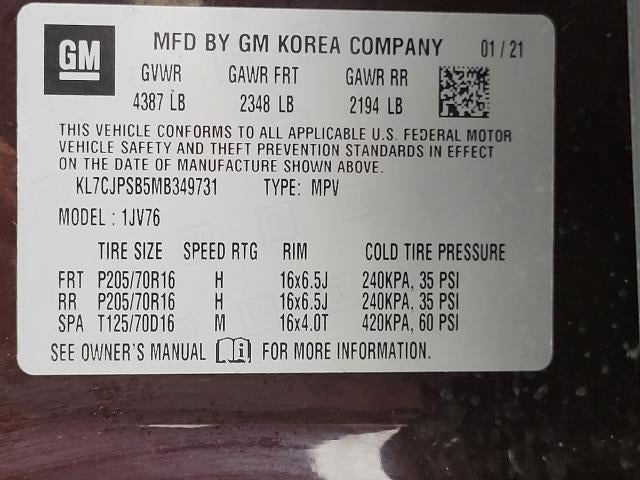 GM
MFD BY GM KOREA COMPANY 01 / 21
GVWR GAWR FRT GAWR RR
4387 LB 2348 LB 2194 LB
THIS VEHICLE CONFORMS TO ALL APPLICABLE U.S. FEDERAL MOTOR
VEHICLE SAFETY AND THEFT PREVENTION STANDARDS IN EFFECT
ON THE DATE OF MANUFACTURE SHOWN ABOVE.
KL7CJPSB5MB349731 TYPE: MPV
MODEL : 1JV76
TIRE SIZE SPEED RTG RIM COLD TIRE PRESSURE
FRT P205/70R16 H 16x6.5J 240KPA, 35 PSI
RR P205/70R16 H 16x6.5J 240KPA, 35 PSI
SPA T125/70D16 M 16x4.0T 420KPA, 60 PSI
SEE OWNER'S MANUAL i FOR MORE INFORMATION.